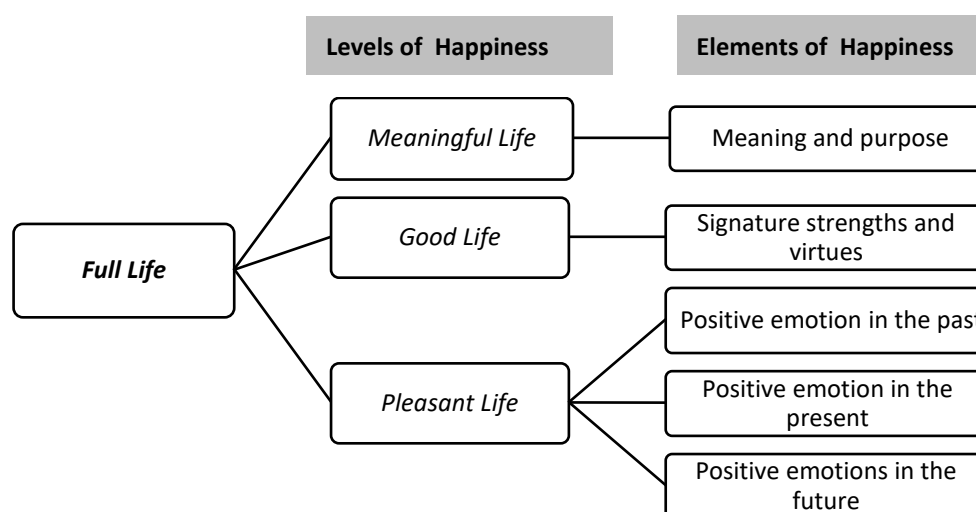 Levels of Happiness
Elements of Happiness
Meaningful Life
Meaning and purpose
Good Life
Signature strengths and
virtues
Full Life
Positive emotion in the past
Pleasant Life
Positive emotion in the
present
Positive emotions in the
future